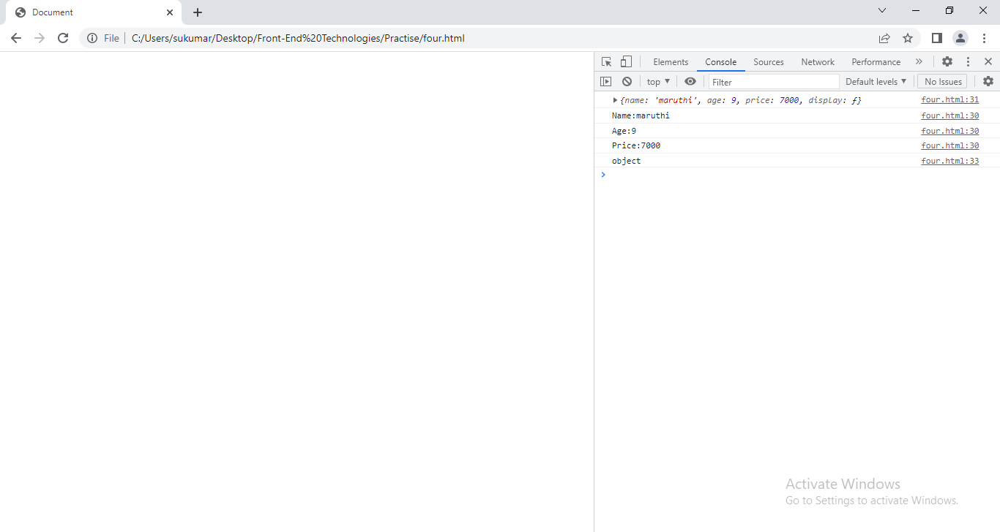 Document
File C:/Users/sukumar/Desktop/Front-End%20Technologies/Practise/four.html
Elements Console Sources Network Performance »
top ▼ Filter Default levels ▼ No Issues
▶ {name: 'maruthi', age: 9, price: 7000, display: ƒ} four.html:31
Name:maruthi four.html:30
Age:9 four.html:30
Price:7000 four.html:30
object four.html:33
>
Activate Windows
Go to Settings to activate Windows.